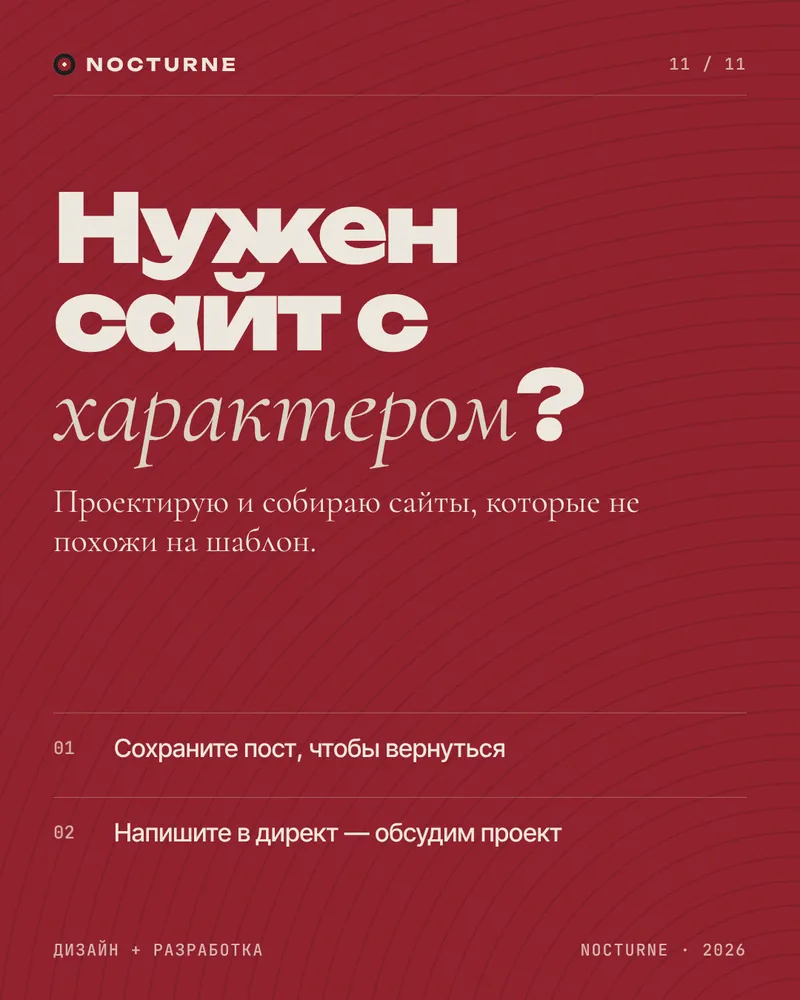 NOCTURNE
11 / 11
Нужен
сайт с
характером?
Проектирую и собираю сайты, которые не
похожи на шаблон.
01 Сохраните пост, чтобы вернуться
02 Напишите в директ — обсудим проект
ДИЗАЙН + РАЗРАБОТКА
NOCTURNE · 2026